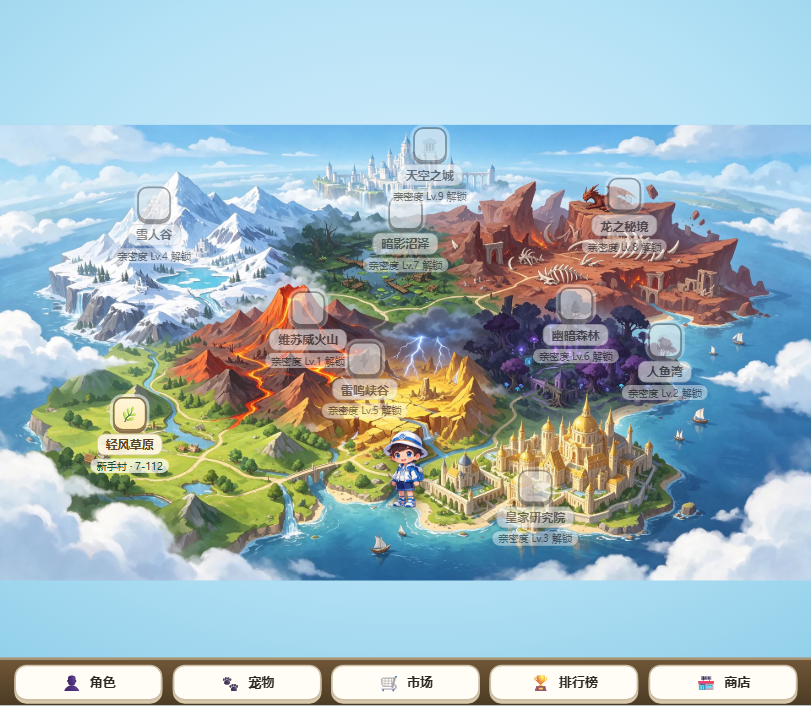 天空之城
亲密度 Lv.9 解锁
雪人谷
亲密度 Lv.4 解锁
龙之秘境
亲密度 Lv.8 解锁
暗影沼泽
亲密度 Lv.7 解锁
维苏威火山
亲密度 Lv.1 解锁
幽暗森林
亲密度 Lv.6 解锁
人鱼湾
亲密度 Lv.2 解锁
雷鸣峡谷
亲密度 Lv.5 解锁
轻风草原
新手村 · 7-112
皇家研究院
亲密度 Lv.3 解锁
角色
宠物
市场
排行榜
商店